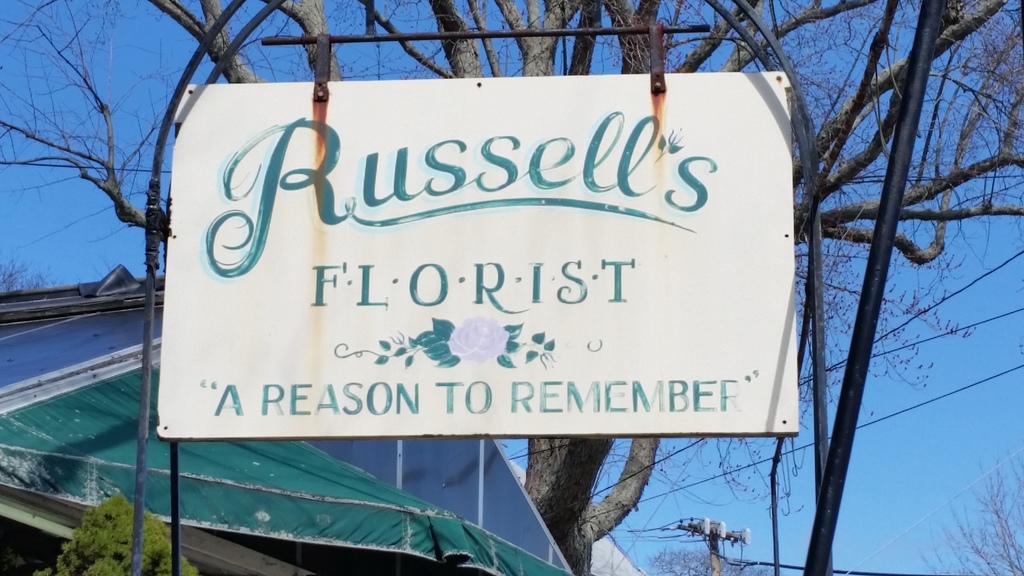 Russell's
F·L·O·R·I·S·T
"A REASON TO REMEMBER"